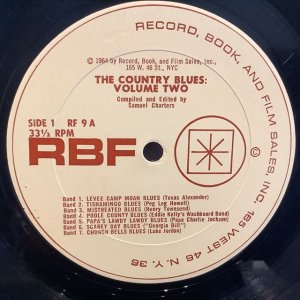 RECORD, BOOK, AND FILM SALES, INC., 165 WEST 46, N.Y. 36
© 1964 by Record, Book, and Film Sales, Inc.,
165 W. 46 St., NYC
THE COUNTRY BLUES:
VOLUME TWO
Compiled and Edited by
Samuel Charters
SIDE 1 RF 9 A
33⅓ RPM
RBF
Band 1. LEVEE CAMP MOAN BLUES (Texas Alexander)
Band 2. TISHAMINGO BLUES (Peg Leg Howell)
Band 3. MISTREATED BLUES (Henry Townsend)
Band 4. POOLE COUNTY BLUES (Eddie Kelly's Washboard Band)
Band 5. PAPA'S LAWDY LAWDY BLUES (Papa Charlie Jackson)
Band 6. SCAREY DAY BLUES ("Georgia Bill")
Band 7. CHURCH BELLS BLUES (Luke Jordan)